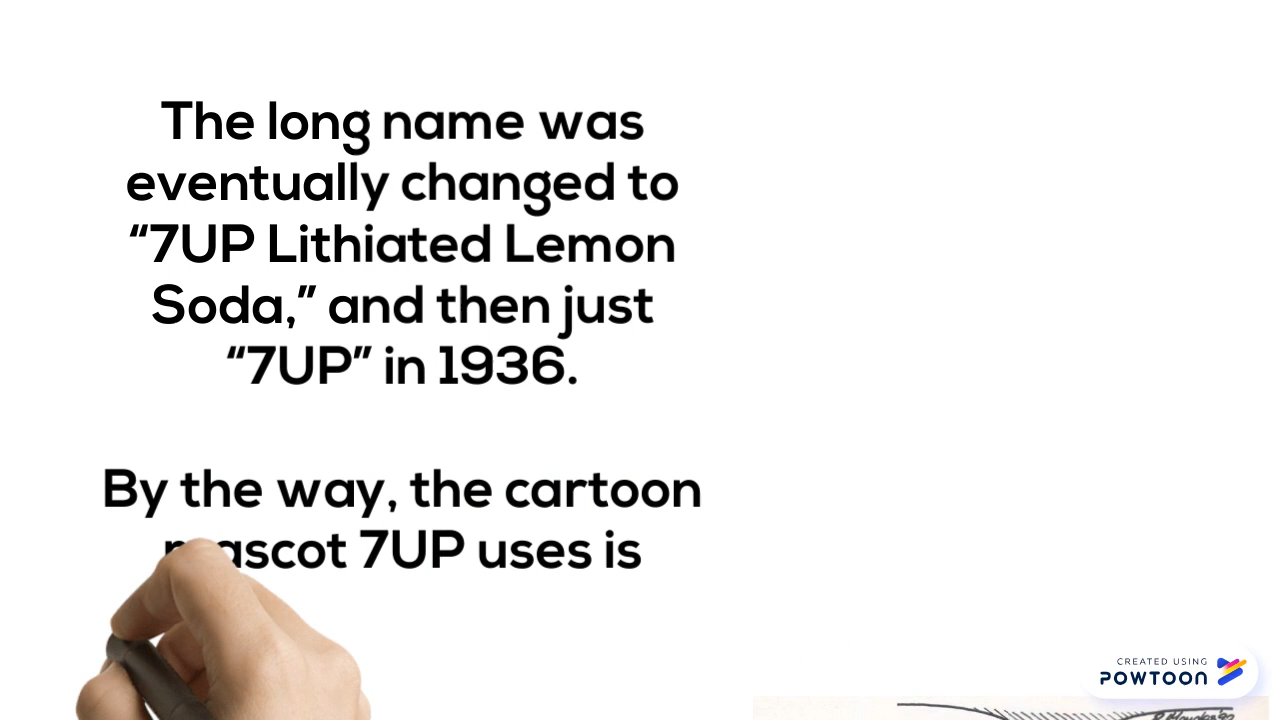 The long name was
eventually changed to
“7UP Lithiated Lemon
Soda,” and then just
“7UP” in 1936.
By the way, the cartoon
mascot 7UP uses is
CREATED USING
POWTOON